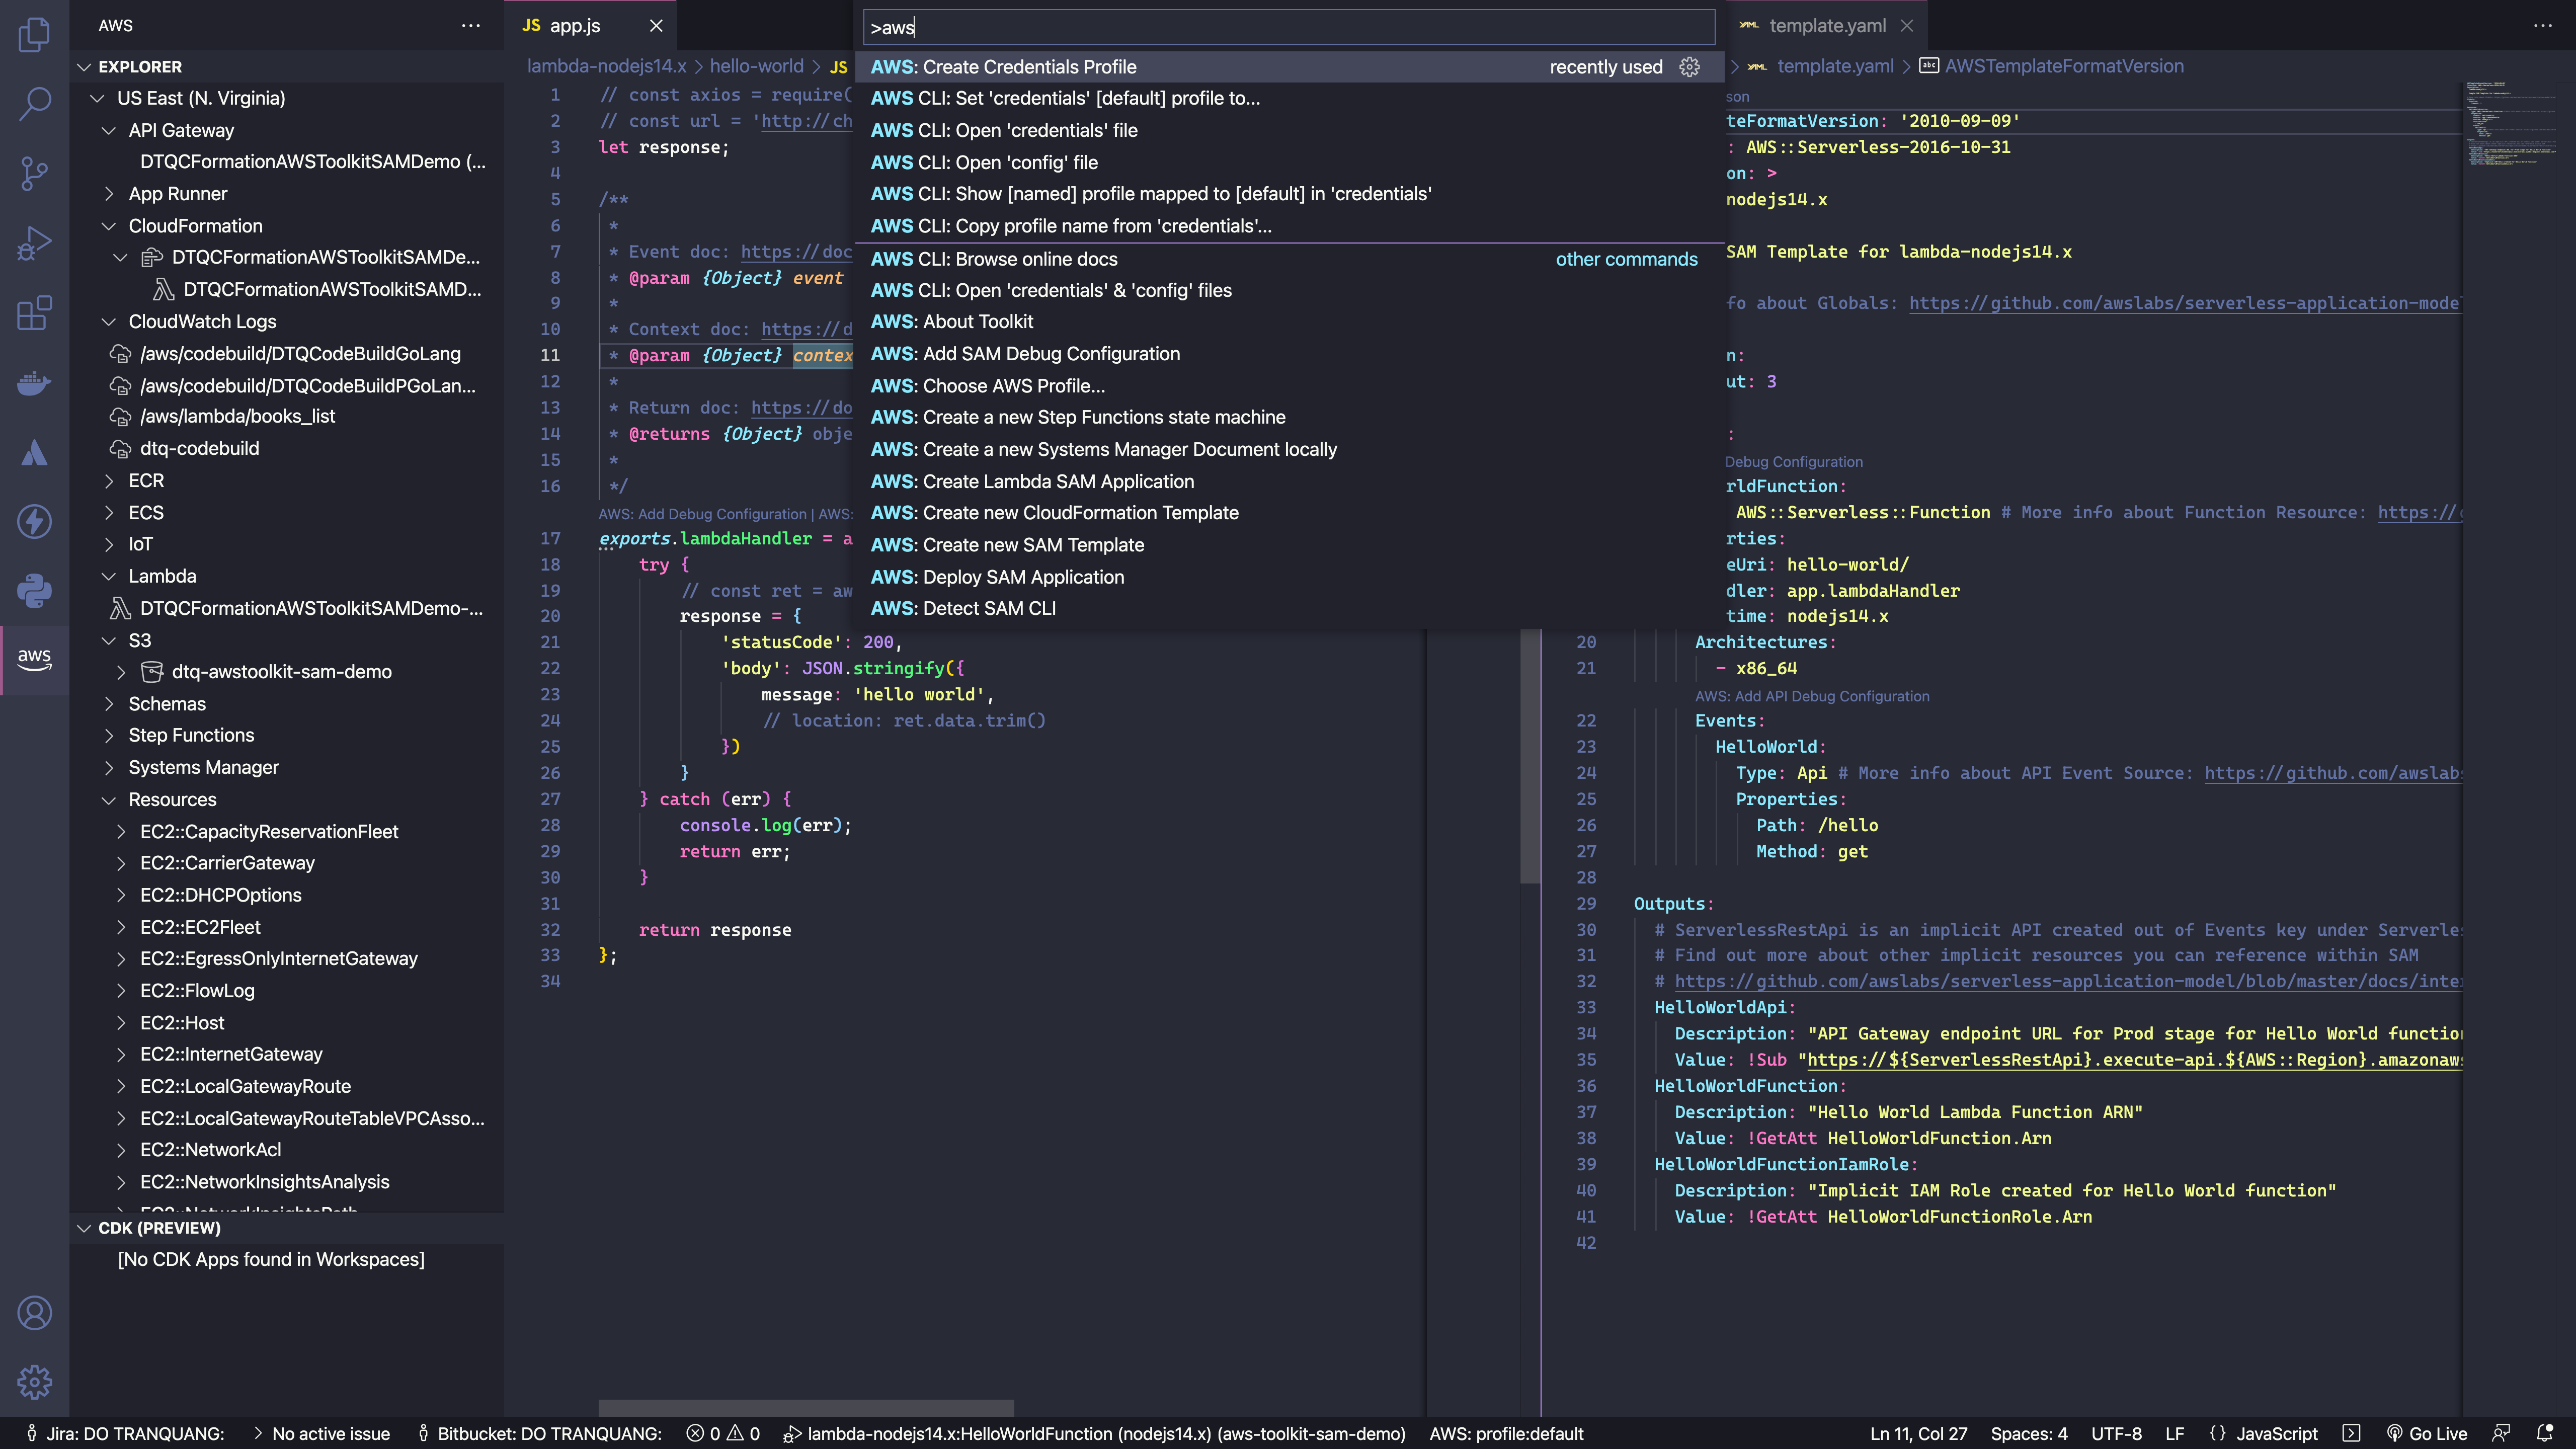 AWS
EXPLORER
US East (N. Virginia)
API Gateway
DTQCFormationAWSToolkitSAMDemo (...
App Runner
CloudFormation
DTQCFormationAWSToolkitSAMDe...
DTQCFormationAWSToolkitSAMD...
CloudWatch Logs
/aws/codebuild/DTQCodeBuildGoLang
/aws/codebuild/DTQCodeBuildPGoLan...
/aws/lambda/books_list
dtq-codebuild
ECR
ECS
IoT
Lambda
DTQCFormationAWSToolkitSAMDemo-...
S3
dtq-awstoolkit-sam-demo
Schemas
Step Functions
Systems Manager
Resources
EC2::CapacityReservationFleet
EC2::CarrierGateway
EC2::DHCPOptions
EC2::EC2Fleet
EC2::EgressOnlyInternetGateway
EC2::FlowLog
EC2::Host
EC2::InternetGateway
EC2::LocalGatewayRoute
EC2::LocalGatewayRouteTableVPCAsso...
EC2::NetworkAcl
EC2::NetworkInsightsAnalysis
CDK (PREVIEW)
[No CDK Apps found in Workspaces]
aws
JS app.js
lambda-nodejs14.x > hello-world > JS
1 // const axios = require(
2 // const url = 'http://ch
3 let response;
4
5 /**
6 *
7 * Event doc: https://doc
8 * @param {Object} event
9 *
10 * Context doc: https://d
11 * @param {Object} contex
12 *
13 * Return doc: https://do
14 * @returns {Object} obje
15 *
16 */
AWS: Add Debug Configuration | AWS:
17 exports.lambdaHandler = a
18 try {
19 // const ret = aw
20 response = {
21 'statusCode': 200,
22 'body': JSON.stringify({
23 message: 'hello world',
24 // location: ret.data.trim()
25 })
26 }
27 } catch (err) {
28 console.log(err);
29 return err;
30 }
31
32 return response
33 };
34
>aws
AWS: Create Credentials Profile recently used
AWS CLI: Set 'credentials' [default] profile to...
AWS CLI: Open 'credentials' file
AWS CLI: Open 'config' file
AWS CLI: Show [named] profile mapped to [default] in 'credentials'
AWS CLI: Copy profile name from 'credentials'...
AWS CLI: Browse online docs other commands
AWS CLI: Open 'credentials' & 'config' files
AWS: About Toolkit
AWS: Add SAM Debug Configuration
AWS: Choose AWS Profile...
AWS: Create a new Step Functions state machine
AWS: Create a new Systems Manager Document locally
AWS: Create Lambda SAM Application
AWS: Create new CloudFormation Template
AWS: Create new SAM Template
AWS: Deploy SAM Application
AWS: Detect SAM CLI
YAML template.yaml
> YAML template.yaml > abc AWSTemplateFormatVersion
son
teFormatVersion: '2010-09-09'
: AWS::Serverless-2016-10-31
on: >
nodejs14.x
SAM Template for lambda-nodejs14.x
fo about Globals: https://github.com/awslabs/serverless-application-mode
n:
ut: 3
:
Debug Configuration
rldFunction:
AWS::Serverless::Function # More info about Function Resource: https://g
rties:
eUri: hello-world/
dler: app.lambdaHandler
time: nodejs14.x
20 Architectures:
21 - x86_64
AWS: Add API Debug Configuration
22 Events:
23 HelloWorld:
24 Type: Api # More info about API Event Source: https://github.com/awslabs
25 Properties:
26 Path: /hello
27 Method: get
28
29 Outputs:
30 # ServerlessRestApi is an implicit API created out of Events key under Serverles
31 # Find out more about other implicit resources you can reference within SAM
32 # https://github.com/awslabs/serverless-application-model/blob/master/docs/inter
33 HelloWorldApi:
34 Description: "API Gateway endpoint URL for Prod stage for Hello World function
35 Value: !Sub "https://${ServerlessRestApi}.execute-api.${AWS::Region}.amazonaws
36 HelloWorldFunction:
37 Description: "Hello World Lambda Function ARN"
38 Value: !GetAtt HelloWorldFunction.Arn
39 HelloWorldFunctionIamRole:
40 Description: "Implicit IAM Role created for Hello World function"
41 Value: !GetAtt HelloWorldFunctionRole.Arn
42
Jira: DO TRANQUANG: > No active issue Bitbucket: DO TRANQUANG: 0 0 lambda-nodejs14.x:HelloWorldFunction (nodejs14.x) (aws-toolkit-sam-demo) AWS: profile:default Ln 11, Col 27 Spaces: 4 UTF-8 LF {} JavaScript Go Live